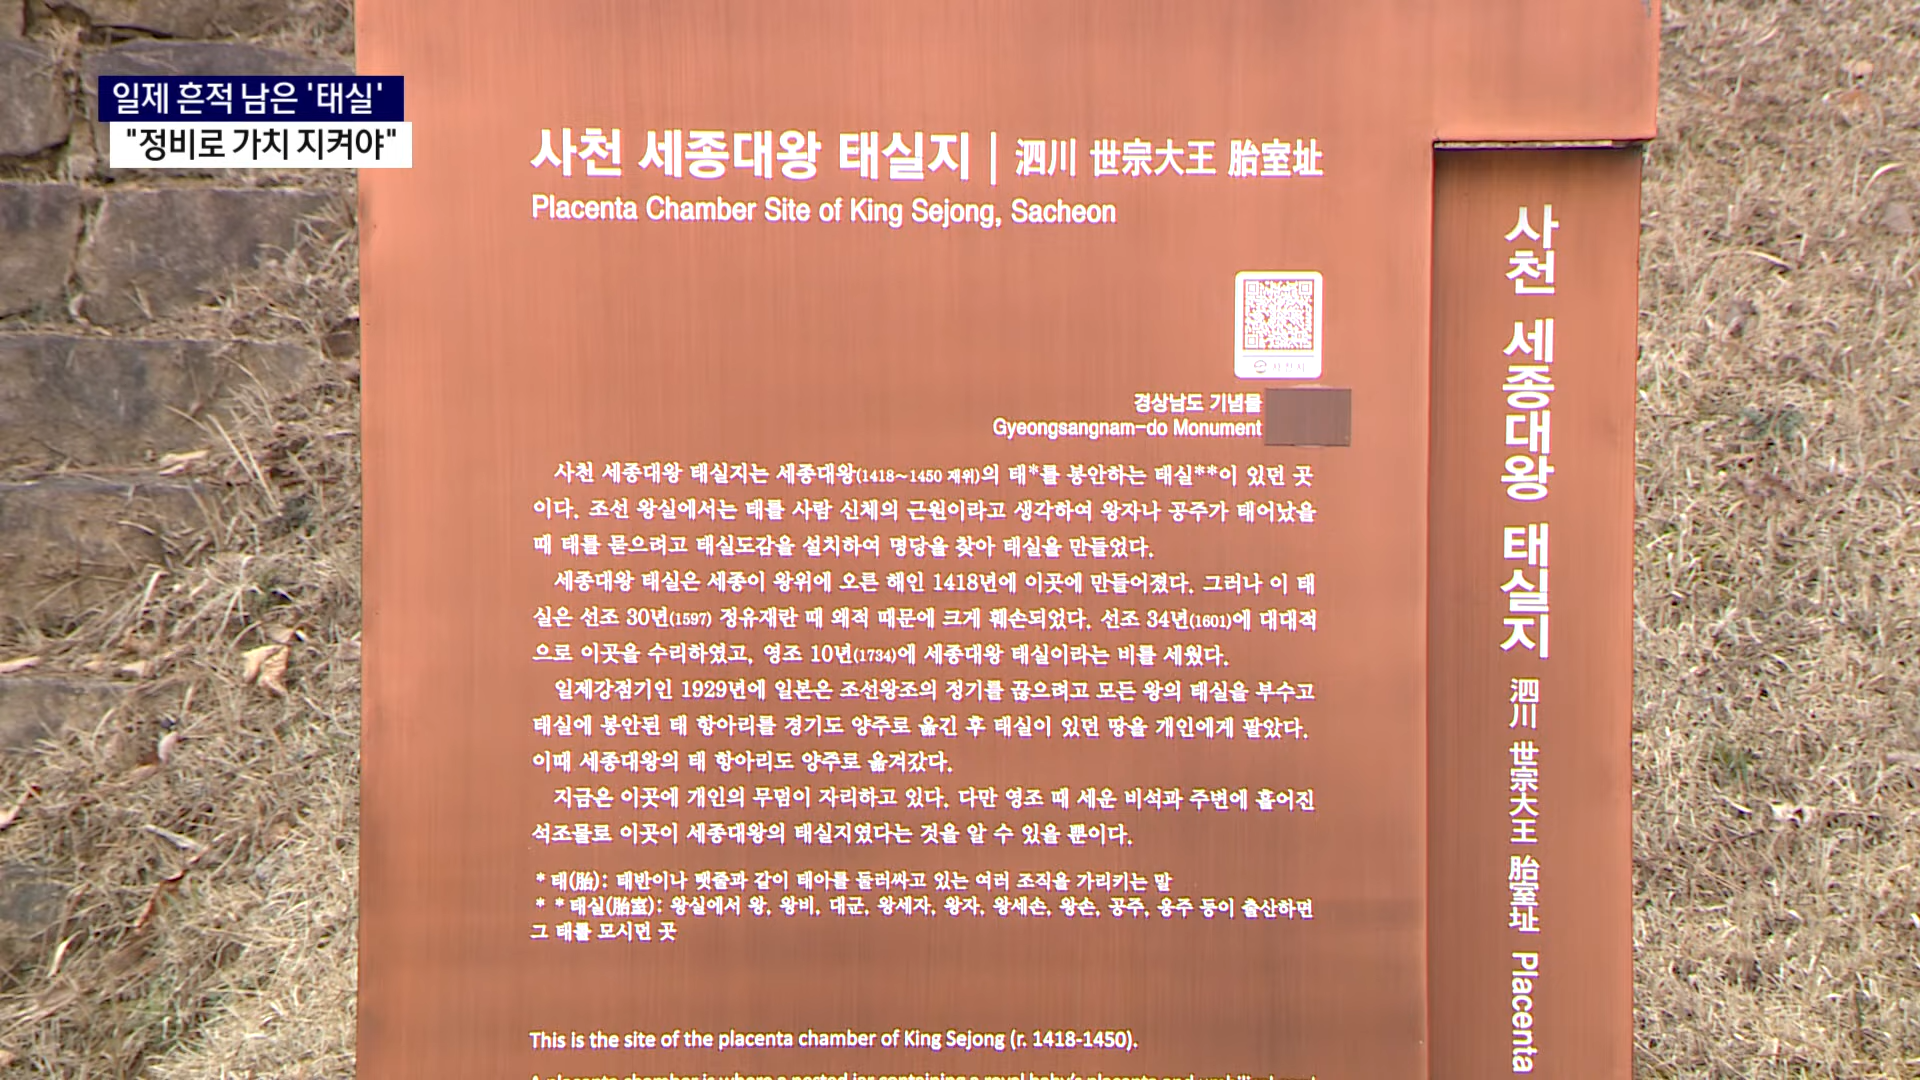 일제 흔적 남은 '태실'
"정비로 가치 지켜야"
사천 세종대왕 태실지 | 泗川 世宗大王 胎室址
Placenta Chamber Site of King Sejong, Sacheon
경상남도 기념물
Gyeongsangnam-do Monument
사천 세종대왕 태실지는 세종대왕(1418~1450 재위)의 태*를 봉안하는 태실**이 있던 곳
이다. 조선 왕실에서는 태를 사람 신체의 근원이라고 생각하여 왕자나 공주가 태어났을
때 태를 묻으려고 태실도감을 설치하여 명당을 찾아 태실을 만들었다.
세종대왕 태실은 세종이 왕위에 오른 해인 1418년에 이곳에 만들어졌다. 그러나 이 태
실은 선조 30년(1597) 정유재란 때 왜적 때문에 크게 훼손되었다. 선조 34년(1601)에 대대적
으로 이곳을 수리하였고, 영조 10년(1734)에 세종대왕 태실이라는 비를 세웠다.
일제강점기인 1929년에 일본은 조선왕조의 정기를 끊으려고 모든 왕의 태실을 부수고
태실에 봉안된 태 항아리를 경기도 양주로 옮긴 후 태실이 있던 땅을 개인에게 팔았다.
이때 세종대왕의 태 항아리도 양주로 옮겨갔다.
지금은 이곳에 개인의 무덤이 자리하고 있다. 다만 영조 때 세운 비석과 주변에 흩어진
석조물로 이곳이 세종대왕의 태실지였다는 것을 알 수 있을 뿐이다.
* 태(胎): 태반이나 탯줄과 같이 태아를 둘러싸고 있는 여러 조직을 가리키는 말
* * 태실(胎室): 왕실에서 왕, 왕비, 대군, 왕세자, 왕자, 왕세손, 왕손, 공주, 옹주 등이 출산하면
그 태를 모시던 곳
This is the site of the placenta chamber of King Sejong (r. 1418-1450).
A placenta chamber is where a nested jar containing a royal baby's placenta and
사천 세종대왕 태실지 泗川 世宗大王 胎室址 Placenta